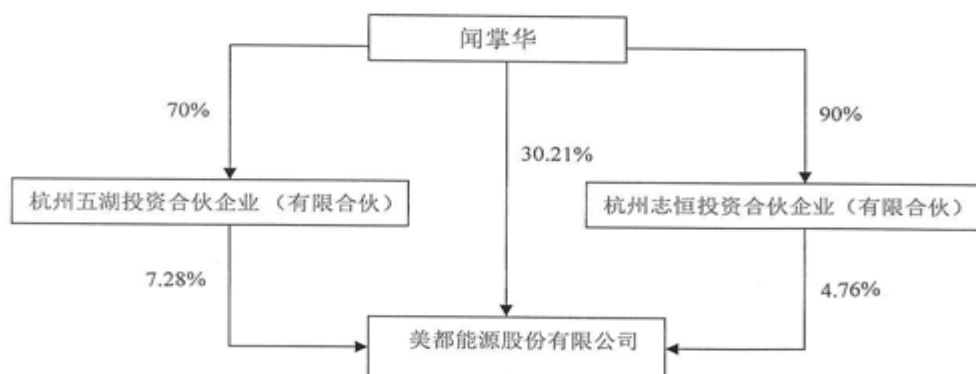 闻掌华
70%
30.21%
90%
杭州五湖投资合伙企业（有限合伙）
杭州志恒投资合伙企业（有限合伙）
7.28%
4.76%
美都能源股份有限公司